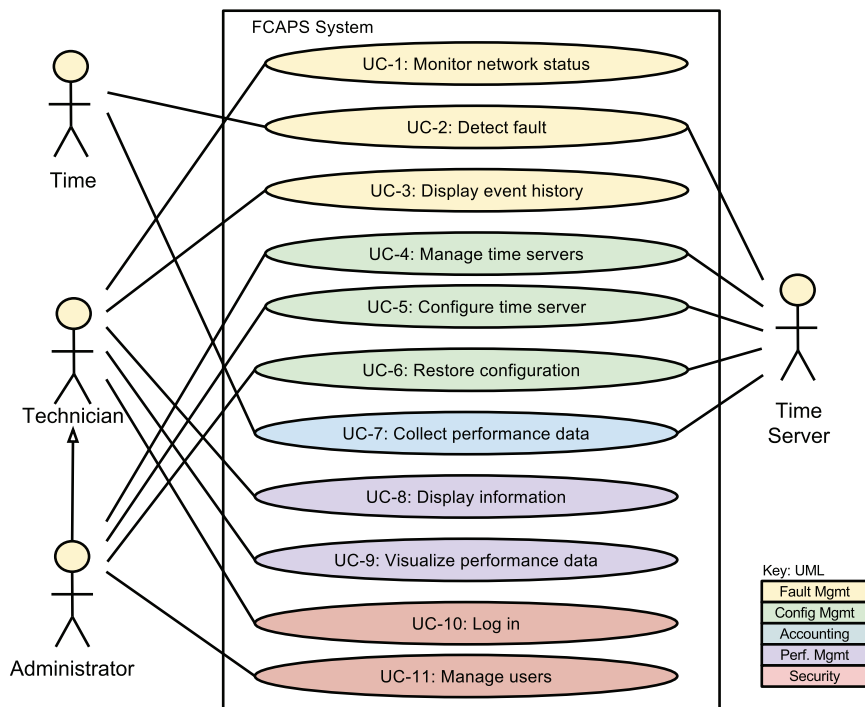 FCAPS System
UC-1: Monitor network status
UC-2: Detect fault
Time
UC-3: Display event history
UC-4: Manage time servers
UC-5: Configure time server
UC-6: Restore configuration
Technician
Time
Server
UC-7: Collect performance data
UC-8: Display information
UC-9: Visualize performance data
Key: UML
Fault Mgmt
Config Mgmt
Accounting
Perf. Mgmt
Security
UC-10: Log in
Administrator
UC-11: Manage users